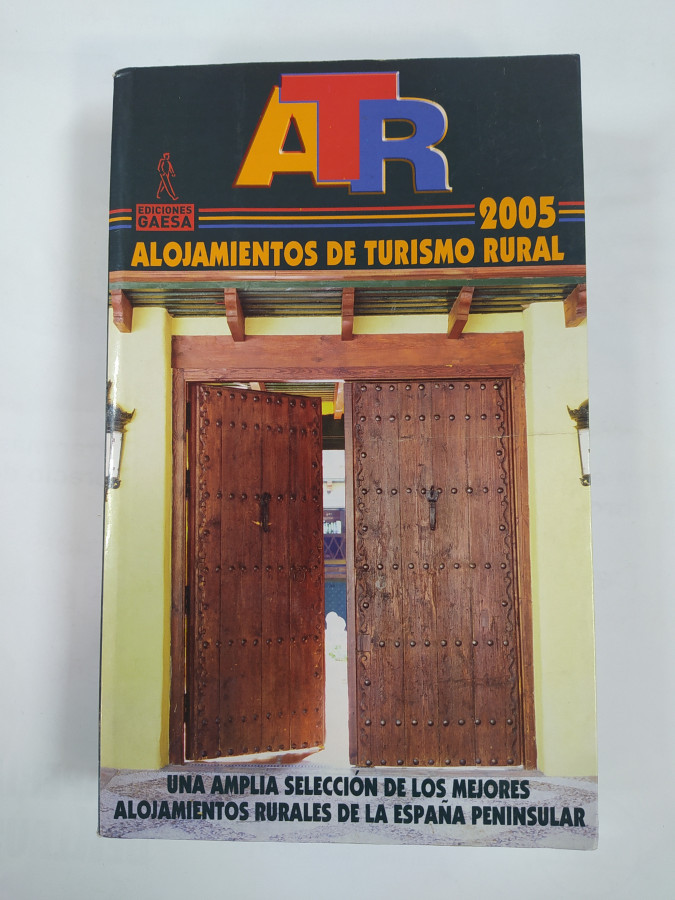 ATR
EDICIONES
GAESA
2005
ALOJAMIENTOS DE TURISMO RURAL
UNA AMPLIA SELECCIÓN DE LOS MEJORES
ALOJAMIENTOS RURALES DE LA ESPAÑA PENINSULAR